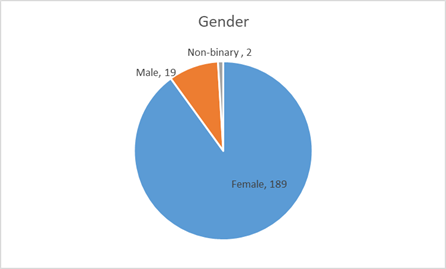 Gender
Non-binary , 2
Male, 19
Female, 189